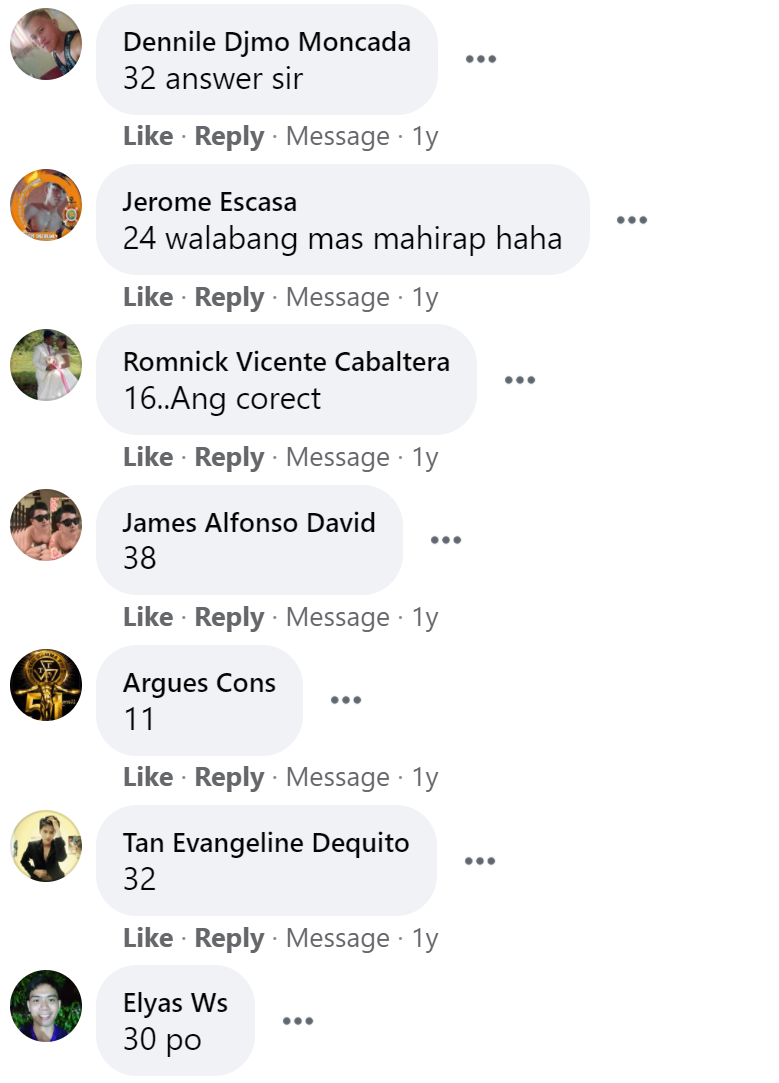 Dennile Djmo Moncada
32 answer sir
Like · Reply · Message · 1y
Jerome Escasa
24 walabang mas mahirap haha
Like · Reply · Message · 1y
Romnick Vicente Cabaltera
16..Ang corect
Like · Reply · Message · 1y
James Alfonso David
38
Like · Reply · Message · 1y
Argues Cons
11
Like · Reply · Message · 1y
Tan Evangeline Dequito
32
Like · Reply · Message · 1y
Elyas Ws
30 po